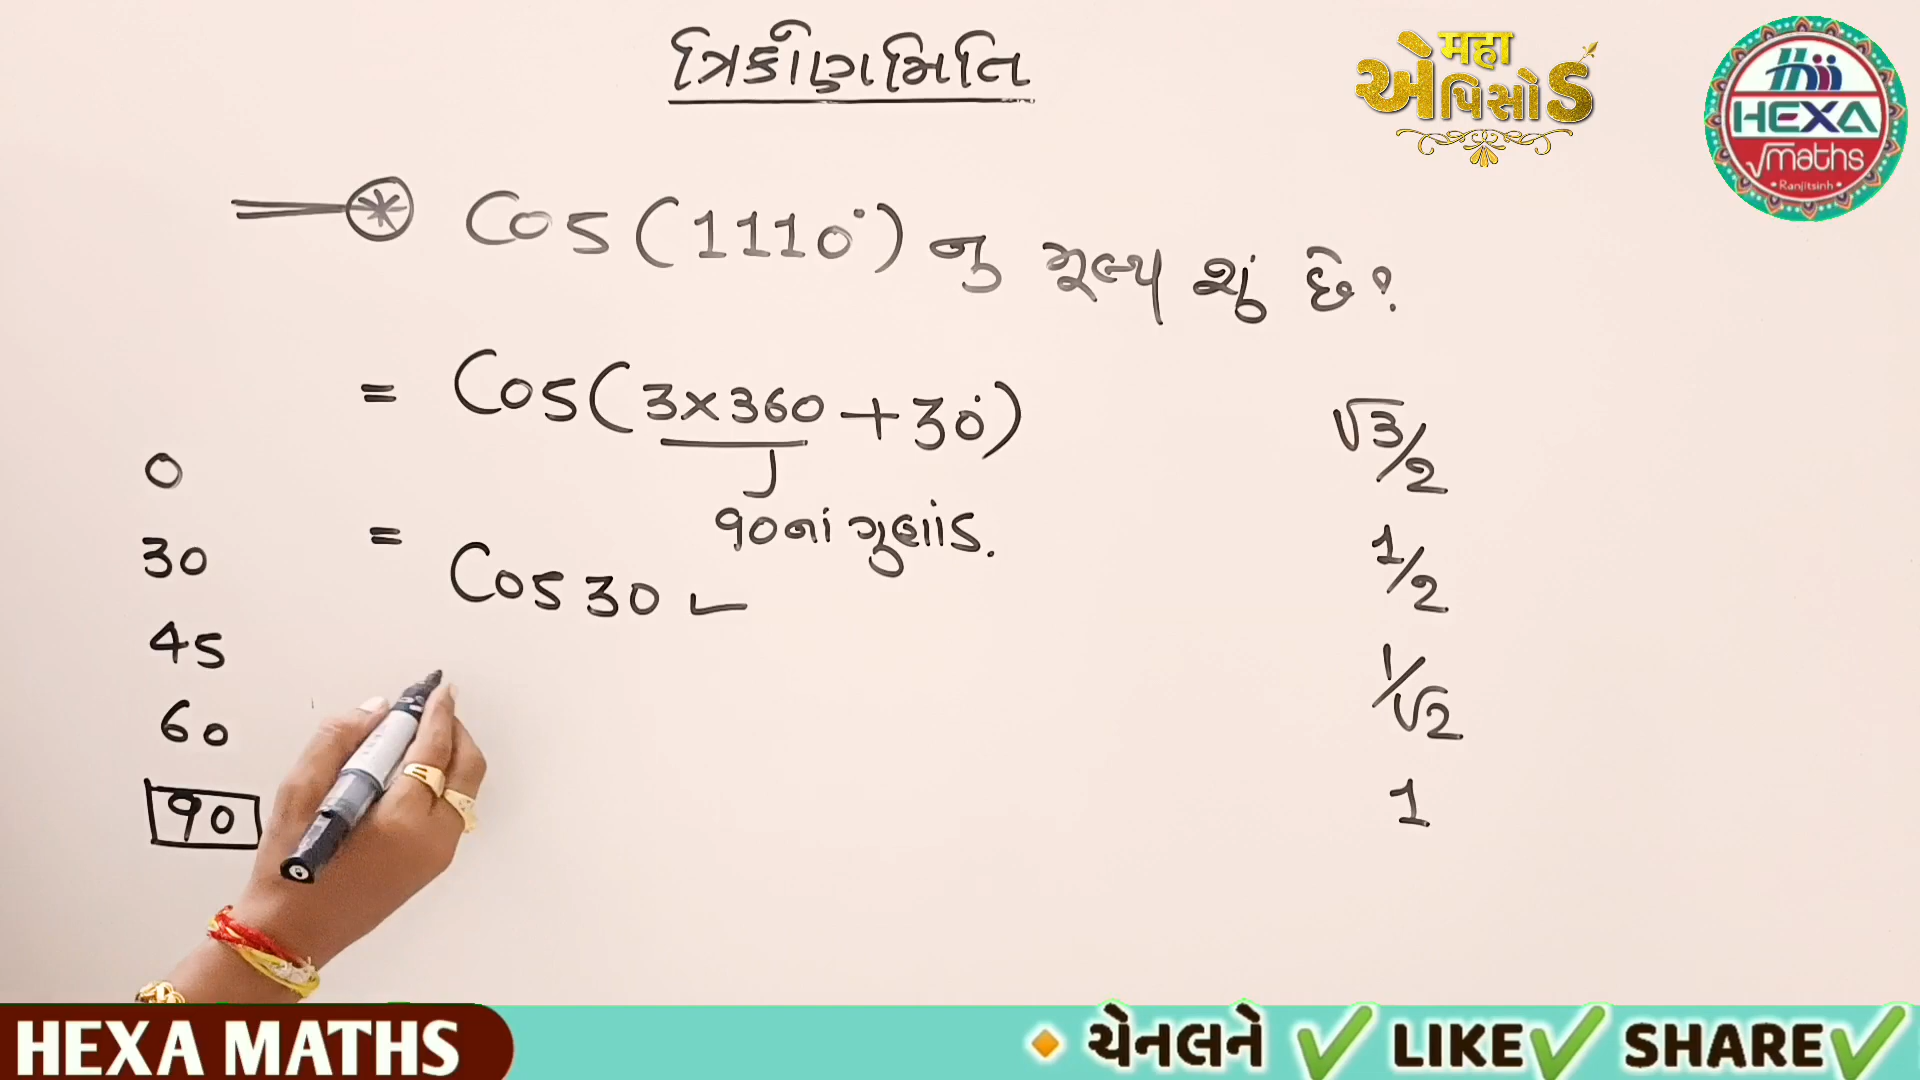 ત્રિકોણમિતિ
महा
એપિસોડ
HEXA
√maths
• Ranjitsinh •
Cos(1110°) નુ મૂલ્ય શું છે?
= Cos(3×360 + 30°)
90નાં ગુણાંક.
= Cos 30
0
30
45
60
90
√3/2
1/2
1/√2
1
HEXA MATHS
🔸 ચેનલને ✅ LIKE ✅ SHARE ✅